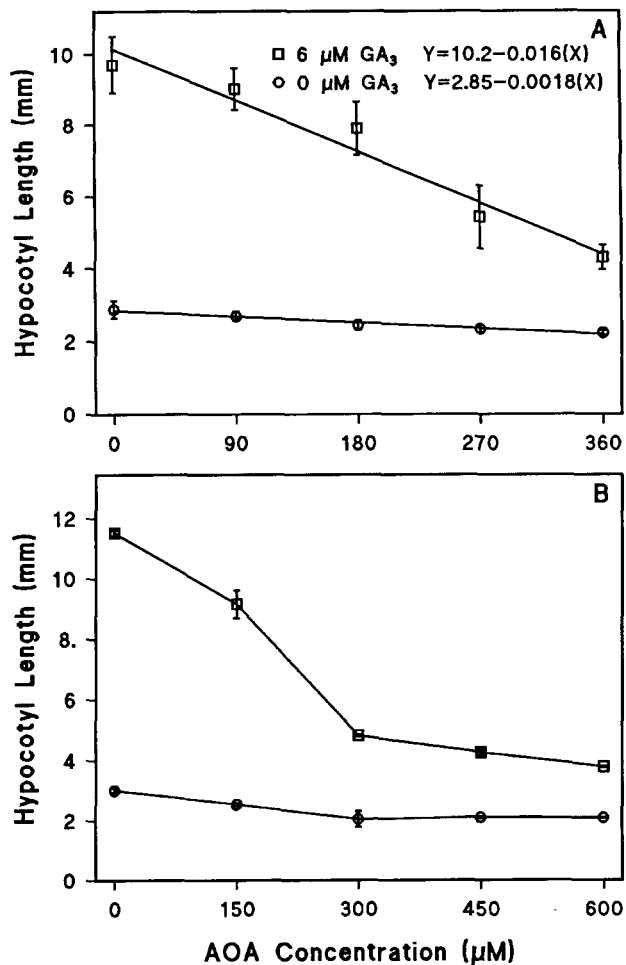 A
6 μM GA₃ Y=10.2-0.016(X)
0 μM GA₃ Y=2.85-0.0018(X)
Hypocotyl Length (mm)
10
8
6
4
2
0
0 90 180 270 360
B
Hypocotyl Length (mm)
12
10
8.
6
4
2
0
0 150 300 450 600
AOA Concentration (μM)